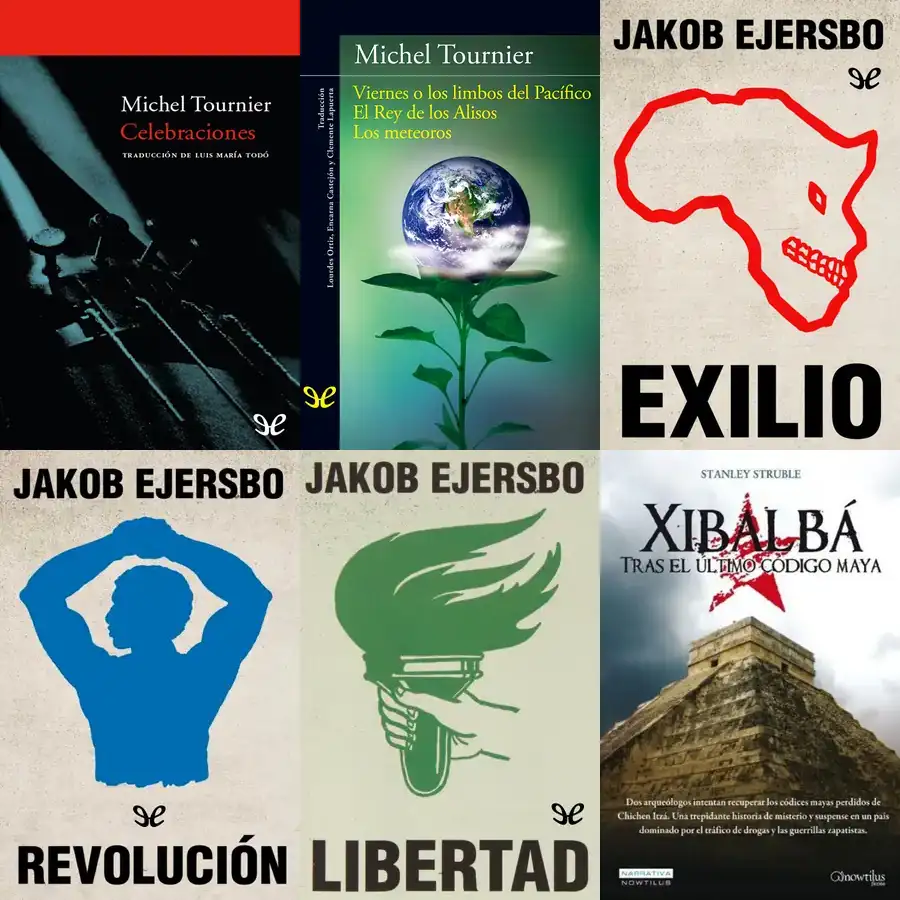 Michel Tournier
Celebraciones
TRADUCCIÓN DE LUIS MARÍA TODÓ
Michel Tournier
Viernes o los limbos del Pacífico
El Rey de los Alisos
Los meteoros
Traducción
Lourdes Ortiz, Encarna Castejón y Clemente Lapuerta
JAKOB EJERSBO
EXILIO
JAKOB EJERSBO
REVOLUCIÓN
JAKOB EJERSBO
LIBERTAD
STANLEY STRUBLE
XIBALBÁ
TRAS EL ÚLTIMO CÓDIGO MAYA
Dos arqueólogos intentan recuperar los códices mayas perdidos de
Chichen Itzá. Una trepidante historia de misterio y suspense en un país
dominado por el tráfico de drogas y las guerrillas zapatistas.
NARRATIVA
NOWTILUS
nowtilus